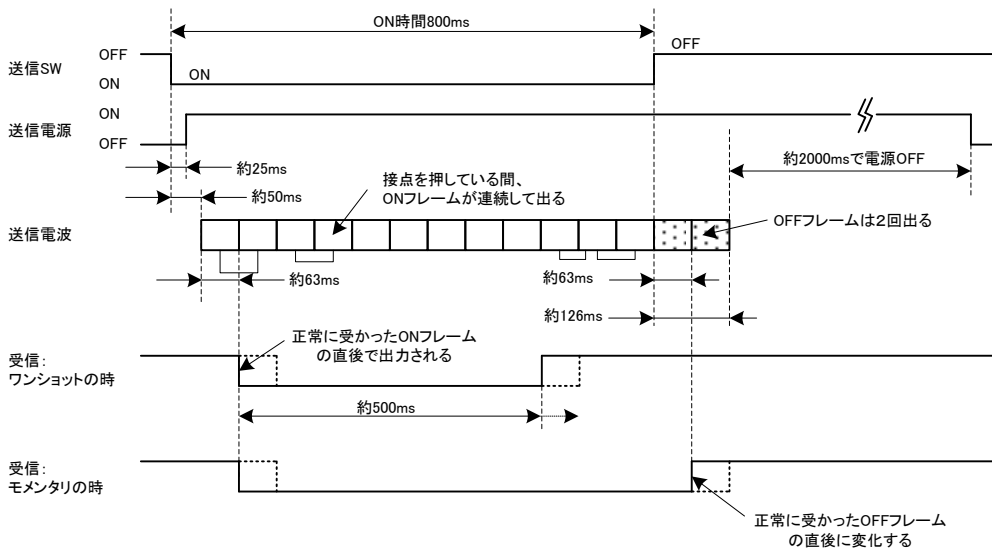 ON時間800ms
送信SW
OFF
ON
ON
OFF
送信電源
ON
OFF
約25ms
約50ms
接点を押している間、
ONフレームが連続して出る
約2000msで電源OFF
送信電波
OFFフレームは2回出る
約63ms
約63ms
約126ms
受信:
ワンショットの時
正常に受かったONフレーム
の直後で出力される
約500ms
受信:
モメンタリの時
正常に受かったOFFフレーム
の直後に変化する